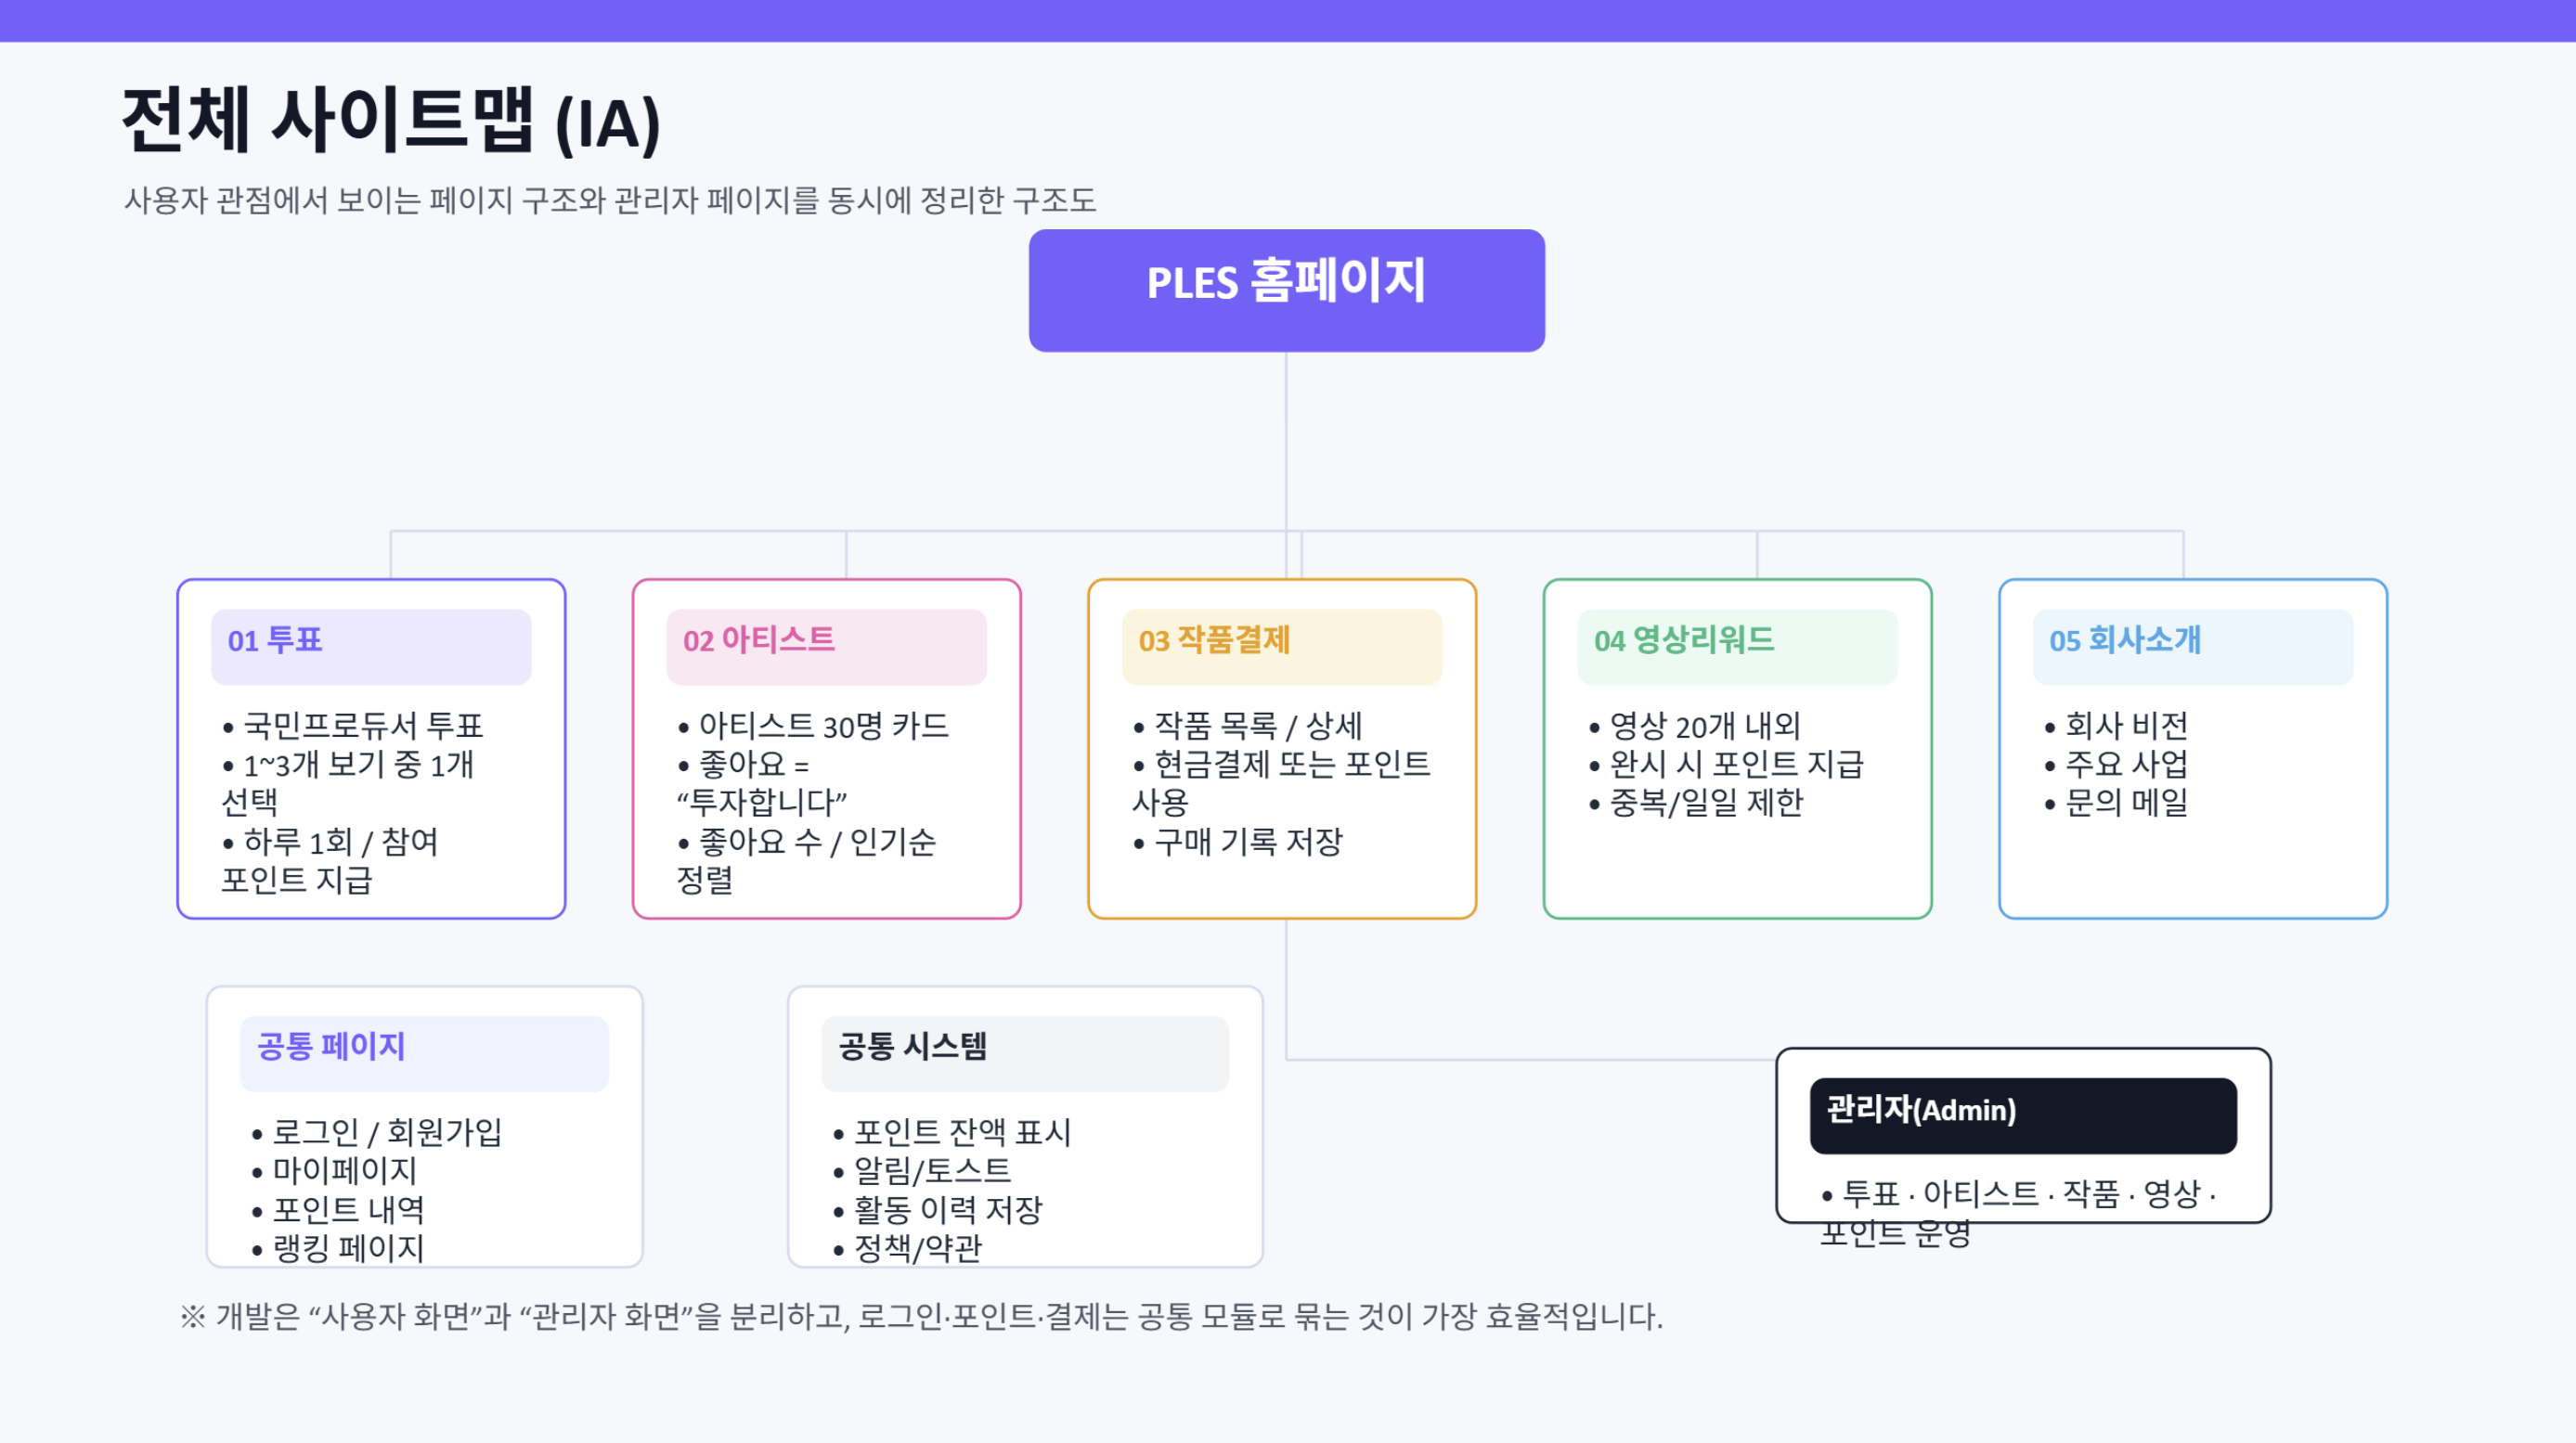 전체 사이트맵 (IA)
사용자 관점에서 보이는 페이지 구조와 관리자 페이지를 동시에 정리한 구조도
PLES 홈페이지
01 투표
• 국민프로듀서 투표
• 1~3개 보기 중 1개
선택
• 하루 1회 / 참여
포인트 지급
02 아티스트
• 아티스트 30명 카드
• 좋아요 =
“투자합니다”
• 좋아요 수 / 인기순
정렬
03 작품결제
• 작품 목록 / 상세
• 현금결제 또는 포인트
사용
• 구매 기록 저장
04 영상리워드
• 영상 20개 내외
• 완시 시 포인트 지급
• 중복/일일 제한
05 회사소개
• 회사 비전
• 주요 사업
• 문의 메일
공통 페이지
• 로그인 / 회원가입
• 마이페이지
• 포인트 내역
• 랭킹 페이지
공통 시스템
• 포인트 잔액 표시
• 알림/토스트
• 활동 이력 저장
• 정책/약관
관리자(Admin)
• 투표 · 아티스트 · 작품 · 영상 ·
포인트 운영
※ 개발은 “사용자 화면”과 “관리자 화면”을 분리하고, 로그인·포인트·결제는 공통 모듈로 묶는 것이 가장 효율적입니다.